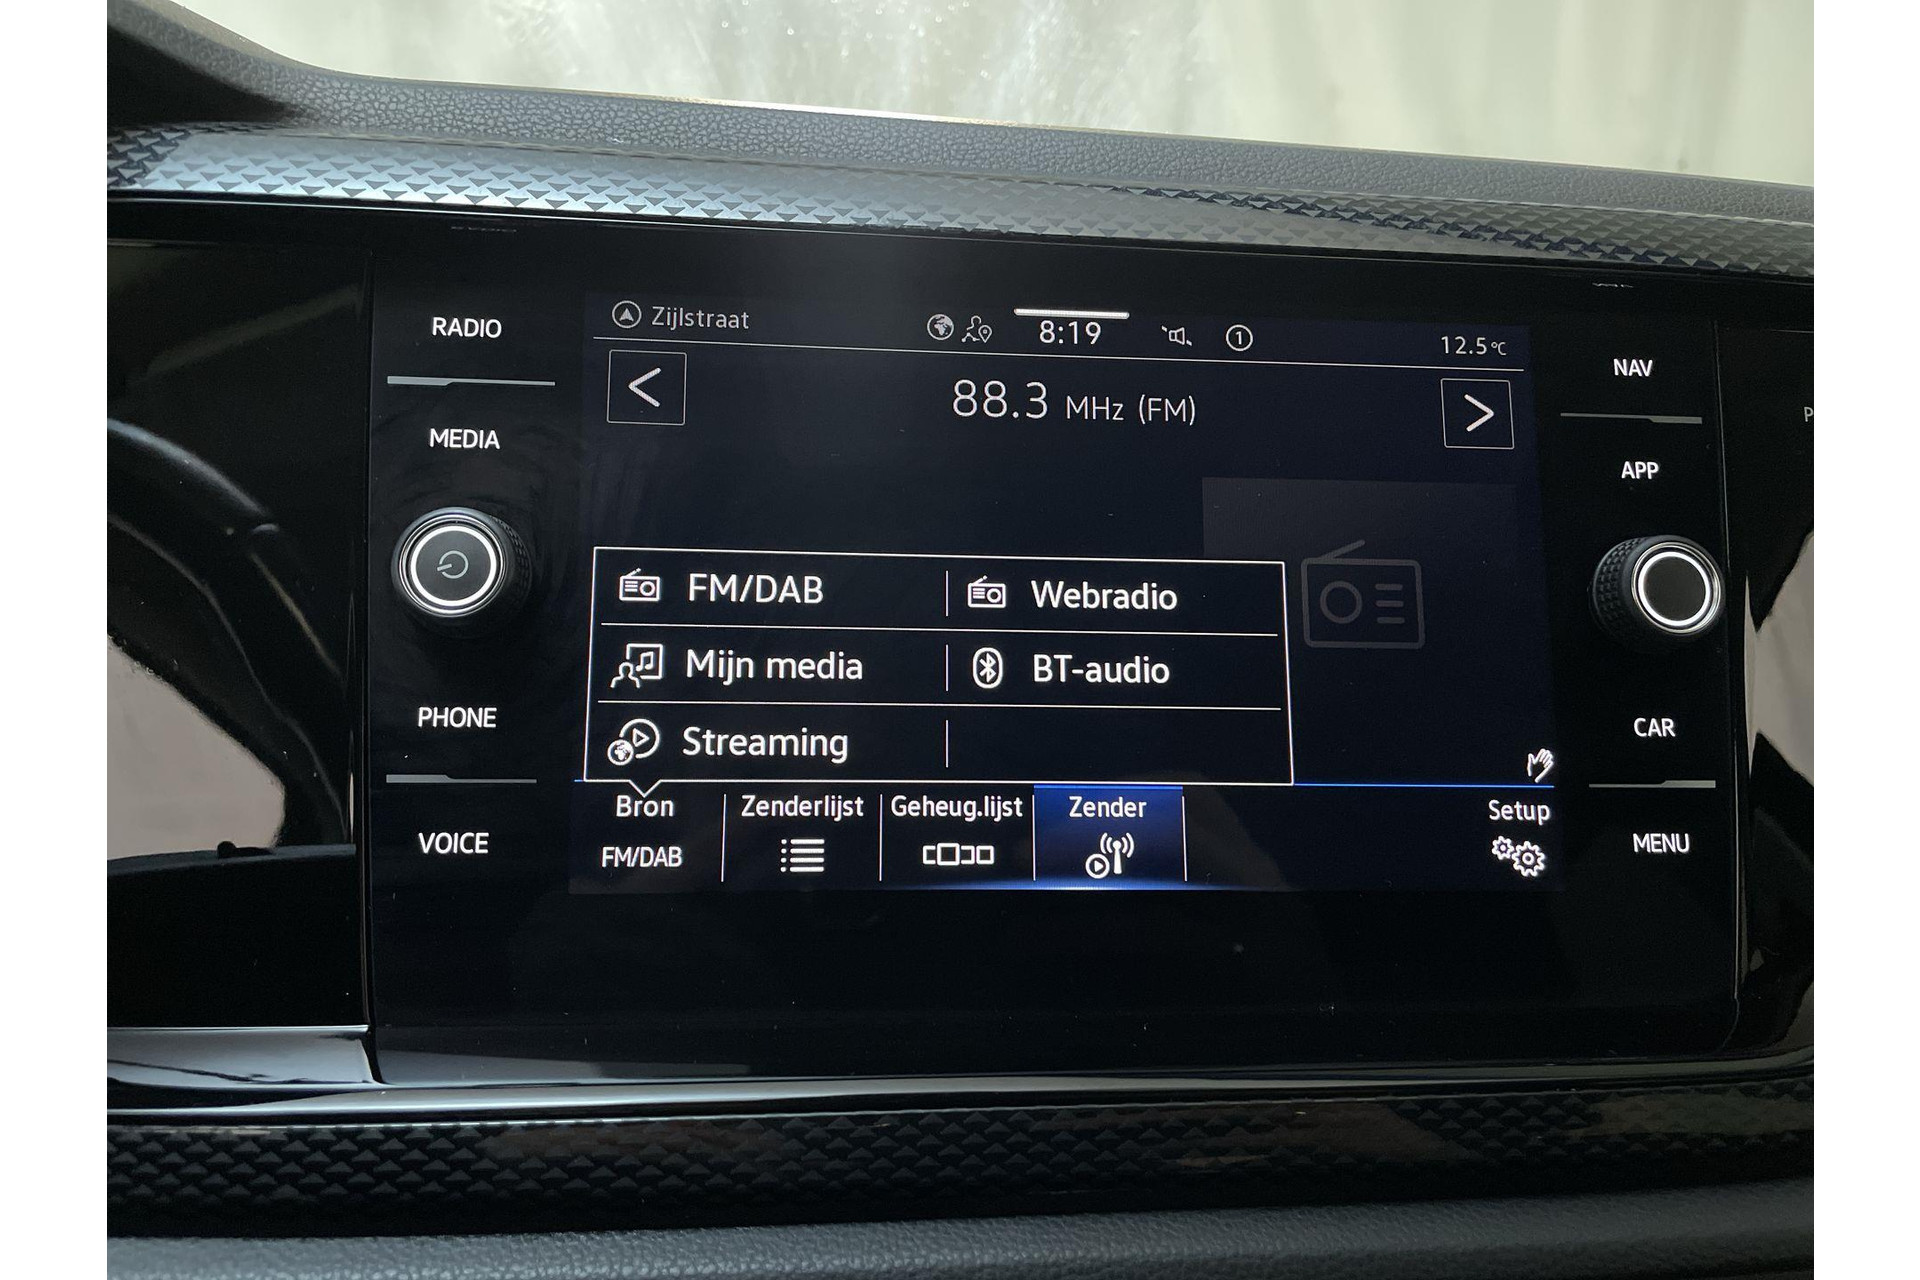 RADIO
MEDIA
PHONE
VOICE
Zijlstraat
8:19
1
12.5°C
88.3 MHz (FM)
FM/DAB
Webradio
Mijn media
BT-audio
Streaming
Bron
FM/DAB
Zenderlijst
Geheug.lijst
Zender
Setup
NAV
APP
CAR
MENU
P